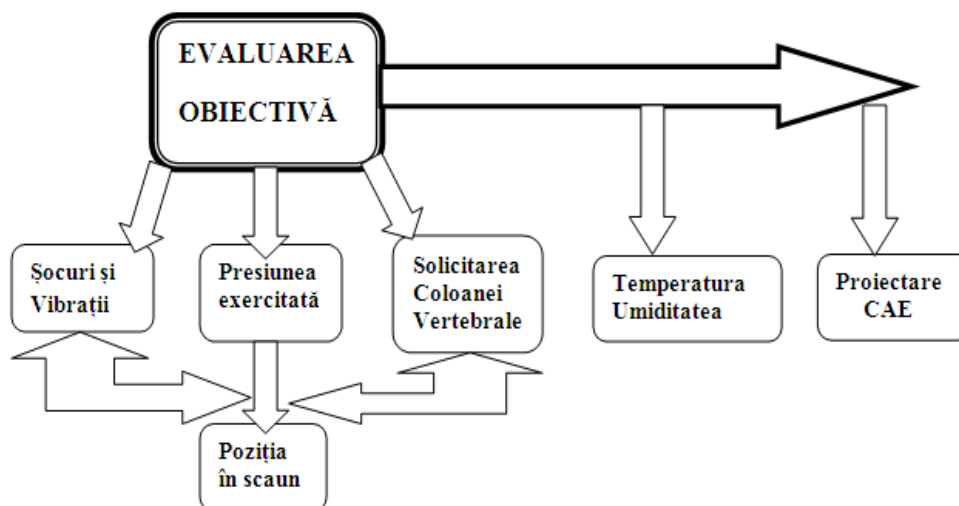 EVALUAREA
OBIECTIVĂ
Șocuri și
Vibrații
Presiunea
exercitată
Solicitarea
Coloanei
Vertebrale
Temperatura
Umiditatea
Proiectare
CAE
Poziția
în scaun